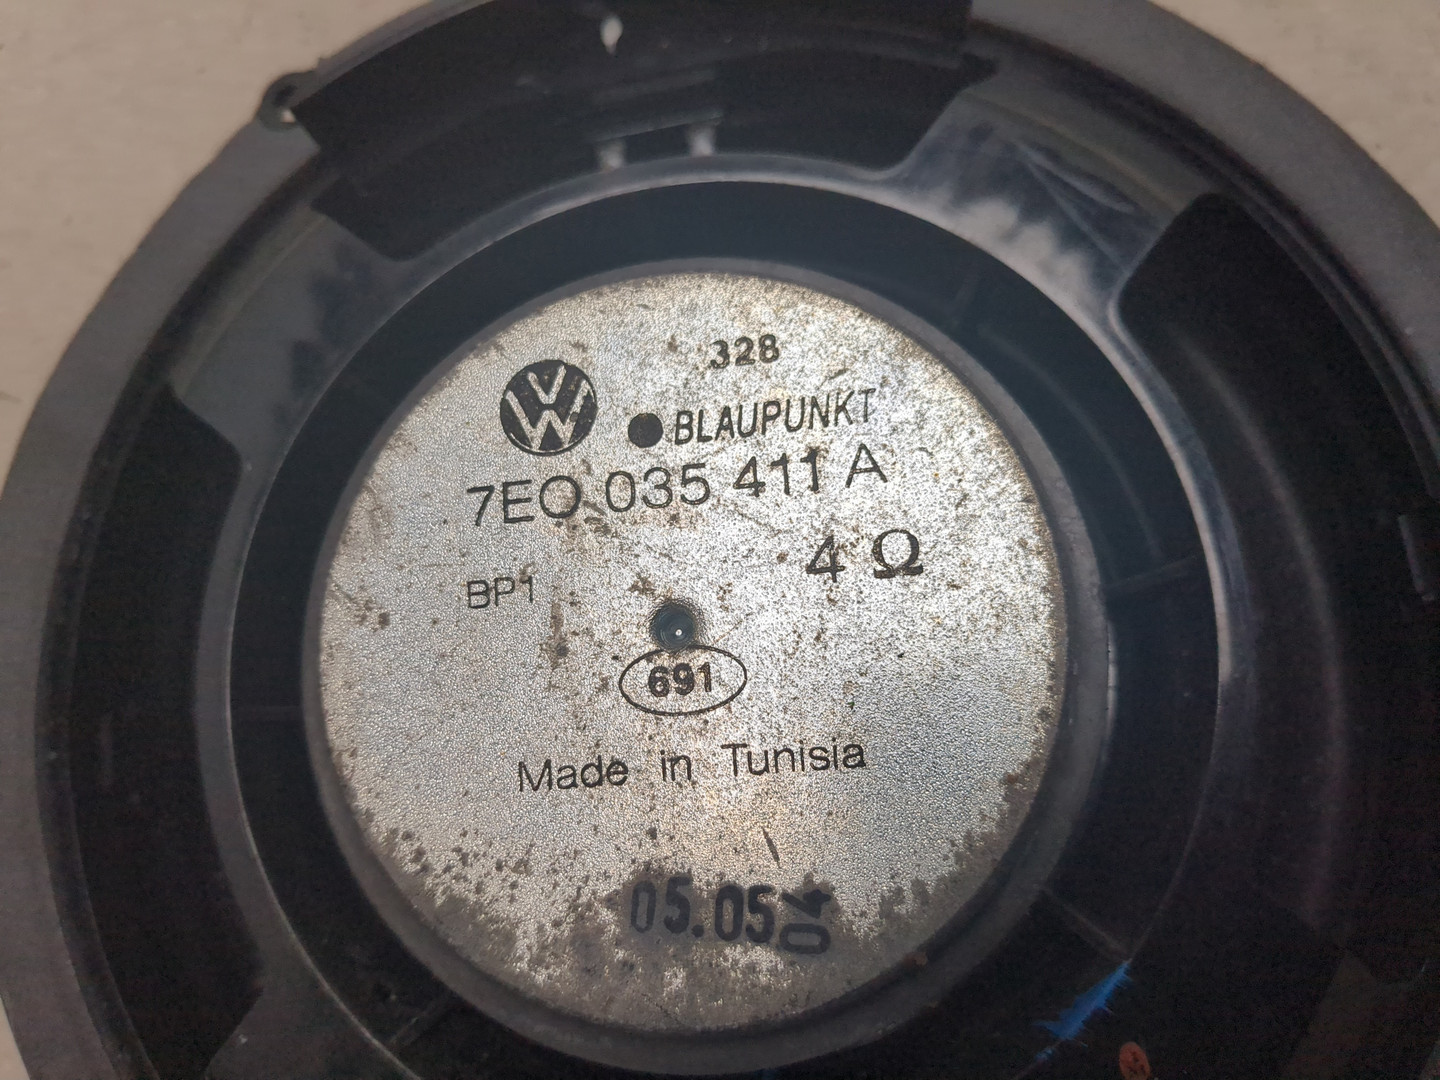 328
BLAUPUNKT
7E0 035 411 A
4 Ω
BP1
691
Made in Tunisia
05.05 04